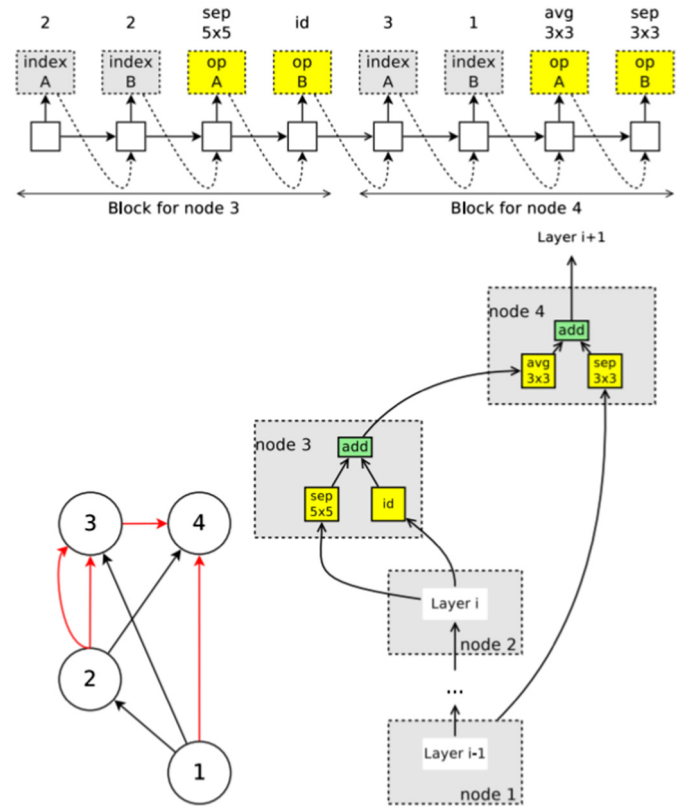 2 2 sep 5x5 id 3 1 avg 3x3 sep 3x3
index A index B op A op B index A index B op A op B
Block for node 3 Block for node 4
Layer i+1
node 4
add
avg 3x3 sep 3x3
node 3
add
sep 5x5 id
Layer i
node 2
...
Layer i-1
node 1
3 4
2
1